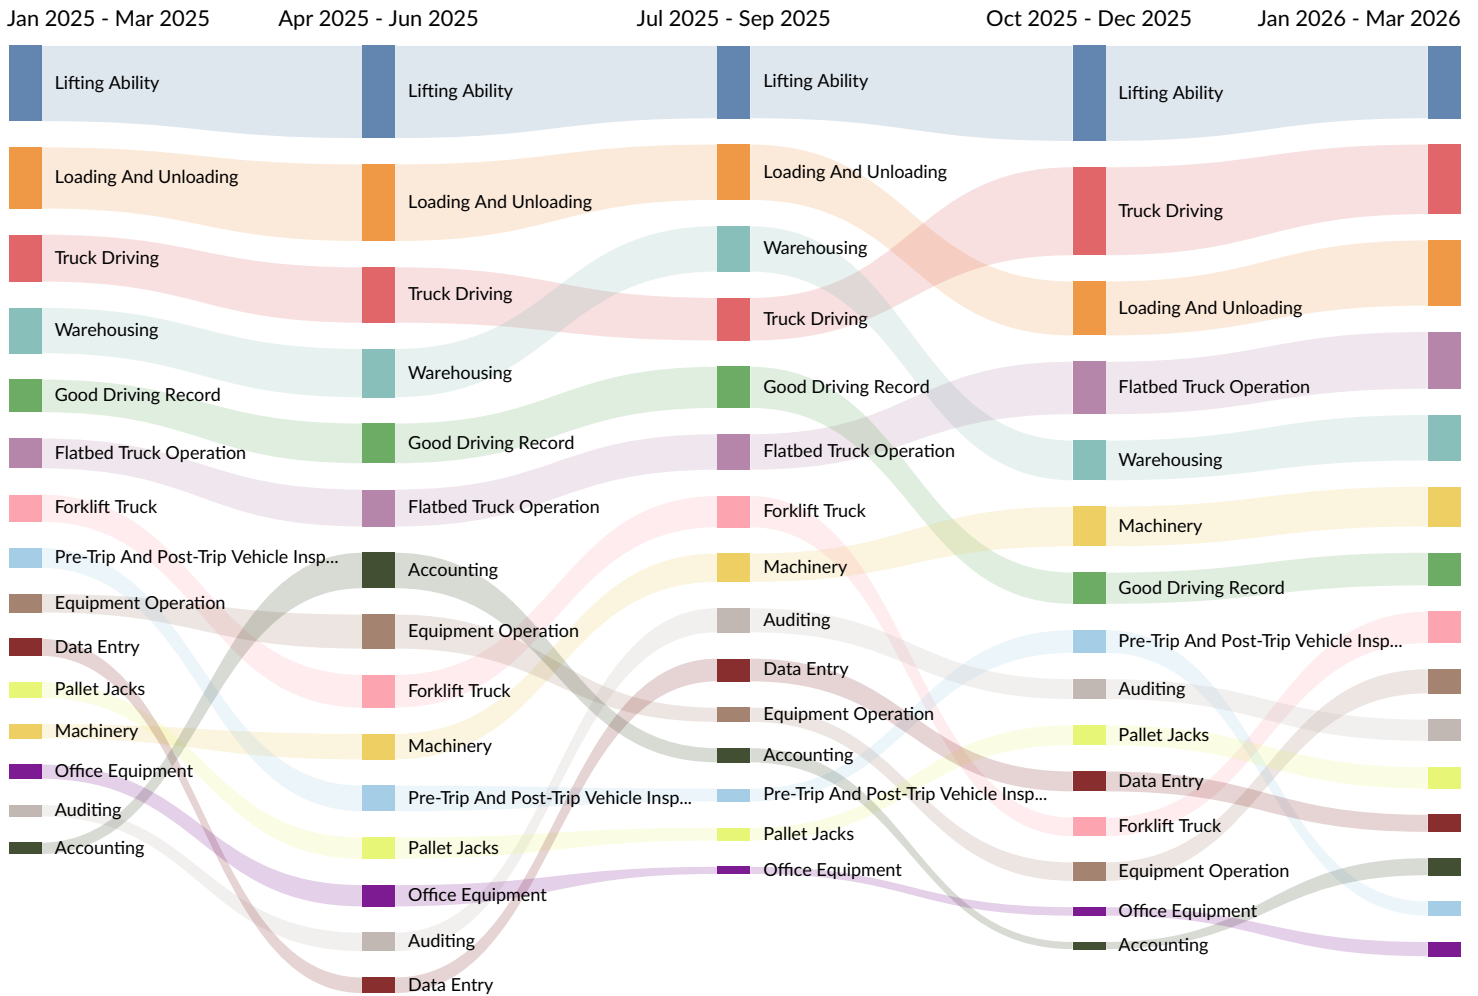 Jan 2025 - Mar 2025
Apr 2025 - Jun 2025
Jul 2025 - Sep 2025
Oct 2025 - Dec 2025
Jan 2026 - Mar 2026
Lifting Ability
Loading And Unloading
Truck Driving
Warehousing
Good Driving Record
Flatbed Truck Operation
Forklift Truck
Pre-Trip And Post-Trip Vehicle Insp...
Equipment Operation
Data Entry
Pallet Jacks
Machinery
Office Equipment
Auditing
Accounting
Lifting Ability
Loading And Unloading
Truck Driving
Warehousing
Good Driving Record
Flatbed Truck Operation
Accounting
Equipment Operation
Forklift Truck
Machinery
Pre-Trip And Post-Trip Vehicle Insp...
Pallet Jacks
Office Equipment
Auditing
Data Entry
Lifting Ability
Loading And Unloading
Warehousing
Truck Driving
Good Driving Record
Flatbed Truck Operation
Forklift Truck
Machinery
Auditing
Data Entry
Equipment Operation
Accounting
Pre-Trip And Post-Trip Vehicle Insp...
Pallet Jacks
Office Equipment
Lifting Ability
Truck Driving
Loading And Unloading
Flatbed Truck Operation
Warehousing
Machinery
Good Driving Record
Pre-Trip And Post-Trip Vehicle Insp...
Auditing
Pallet Jacks
Data Entry
Forklift Truck
Equipment Operation
Office Equipment
Accounting